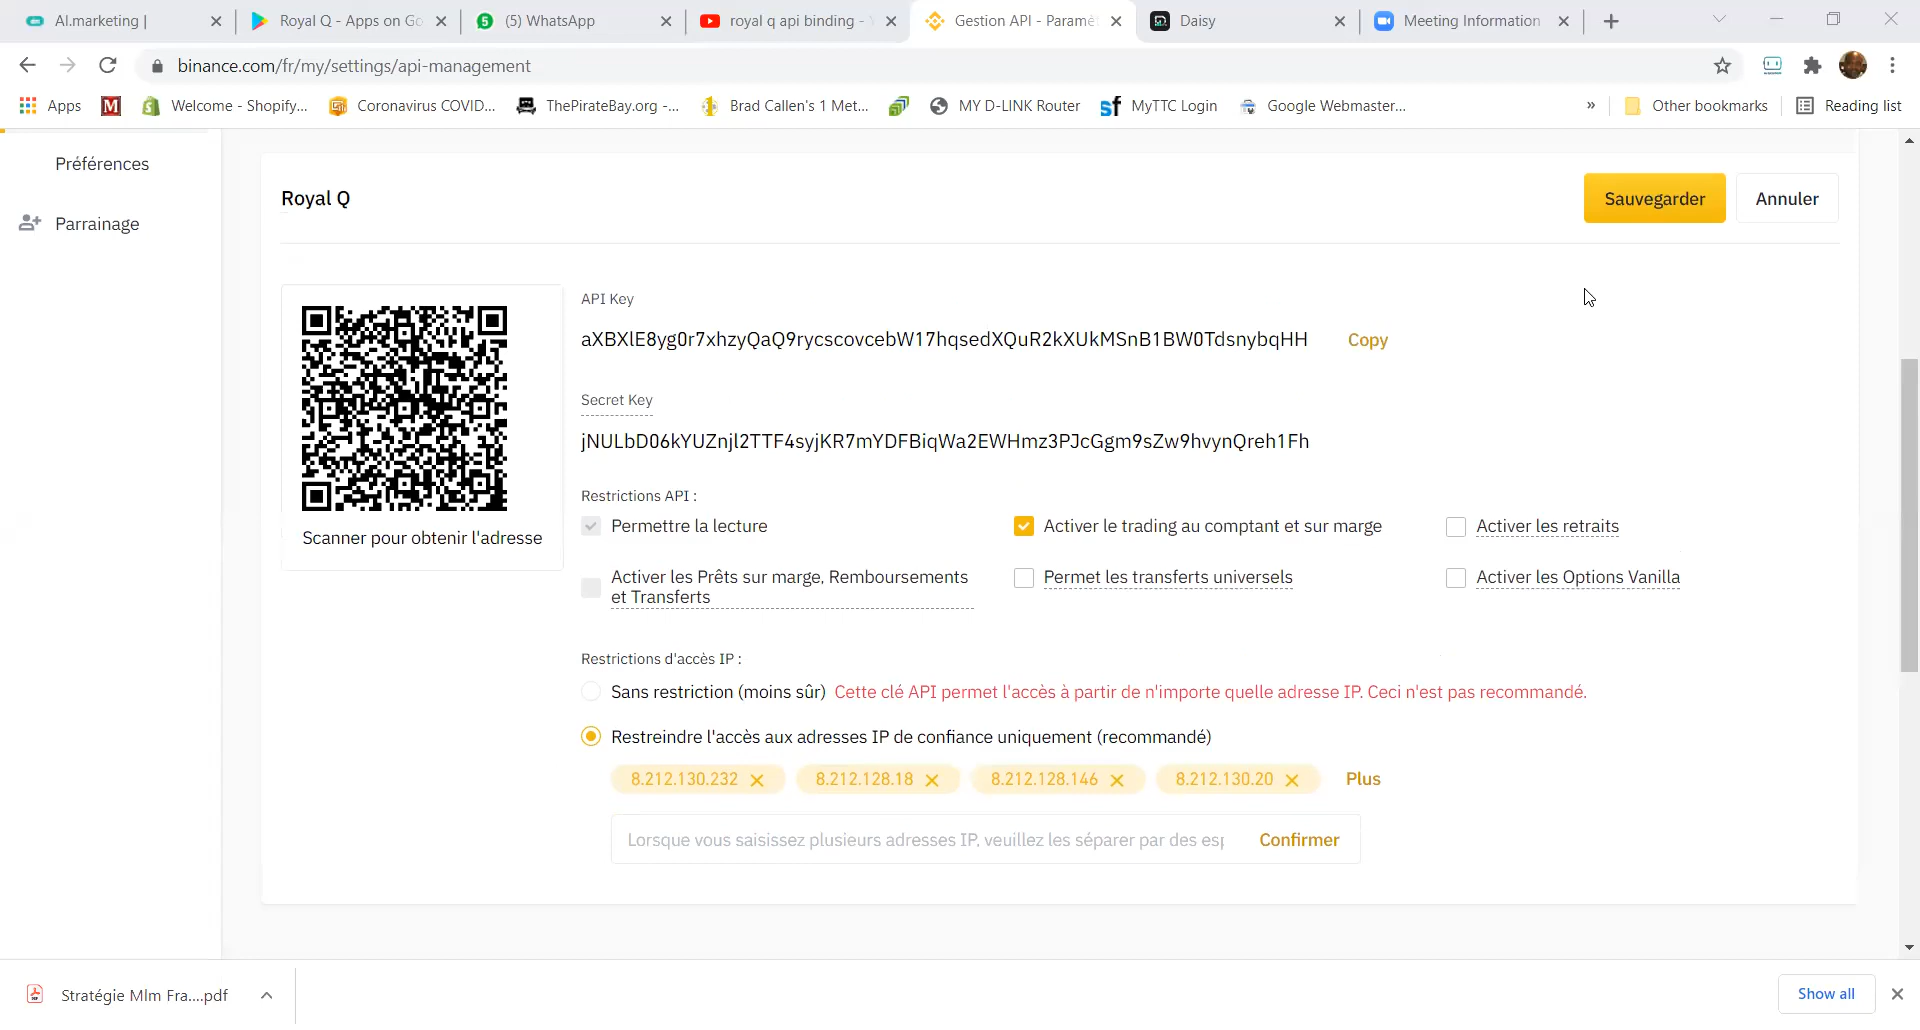 AI.marketing |
Royal Q - Apps on Go
(5) WhatsApp
royal q api binding - Y
Gestion API - Paramè
Daisy
Meeting Information
binance.com/fr/my/settings/api-management
Apps
Welcome - Shopify...
Coronavirus COVID...
ThePirateBay.org -...
Brad Callen's 1 Met...
MY D-LINK Router
MyTTC Login
Google Webmaster...
»
Other bookmarks
Reading list
Préférences
Parrainage
Royal Q
Sauvegarder
Annuler
API Key
aXBXlE8yg0r7xhzyQaQ9rycscovcebW17hqsedXQuR2kXUkMSnB1BW0TdsnybqHH
Copy
Secret Key
jNULbD06kYUZnjl2TTF4syjKR7mYDFBiqWa2EWHmz3PJcGgm9sZw9hvynQreh1Fh
Scanner pour obtenir l'adresse
Restrictions API :
Permettre la lecture
Activer le trading au comptant et sur marge
Activer les retraits
Activer les Prêts sur marge, Remboursements
et Transferts
Permet les transferts universels
Activer les Options Vanilla
Restrictions d'accès IP :
Sans restriction (moins sûr) Cette clé API permet l'accès à partir de n'importe quelle adresse IP. Ceci n'est pas recommandé.
Restreindre l'accès aux adresses IP de confiance uniquement (recommandé)
8.212.130.232
8.212.128.18
8.212.128.146
8.212.130.20
Plus
Lorsque vous saisissez plusieurs adresses IP, veuillez les séparer par des esp
Confirmer
Stratégie Mlm Fra....pdf
Show all